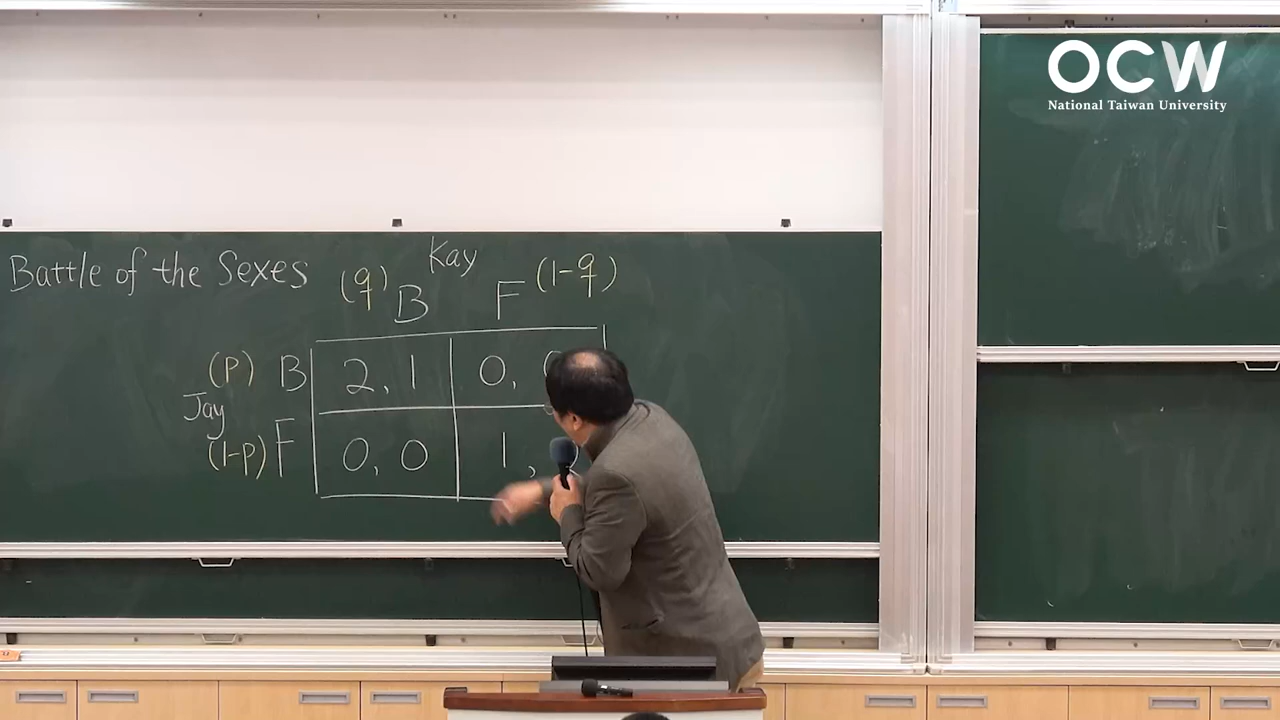 OCW
National Taiwan University
Battle of the Sexes
Kay
(q) B F (1-q)
(P) B 2, 1 0,
Jay
(1-P) F 0, 0 1,